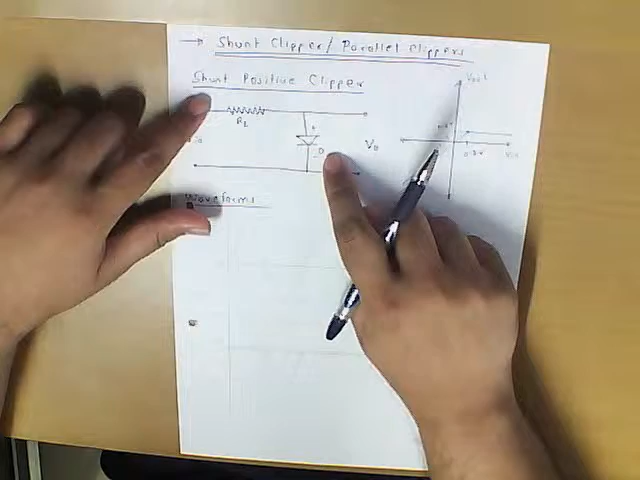 → Shunt Clipper/Parallel Clippers
Shunt Positive Clipper
Vout
RL
+
D
Vo
Waveforms